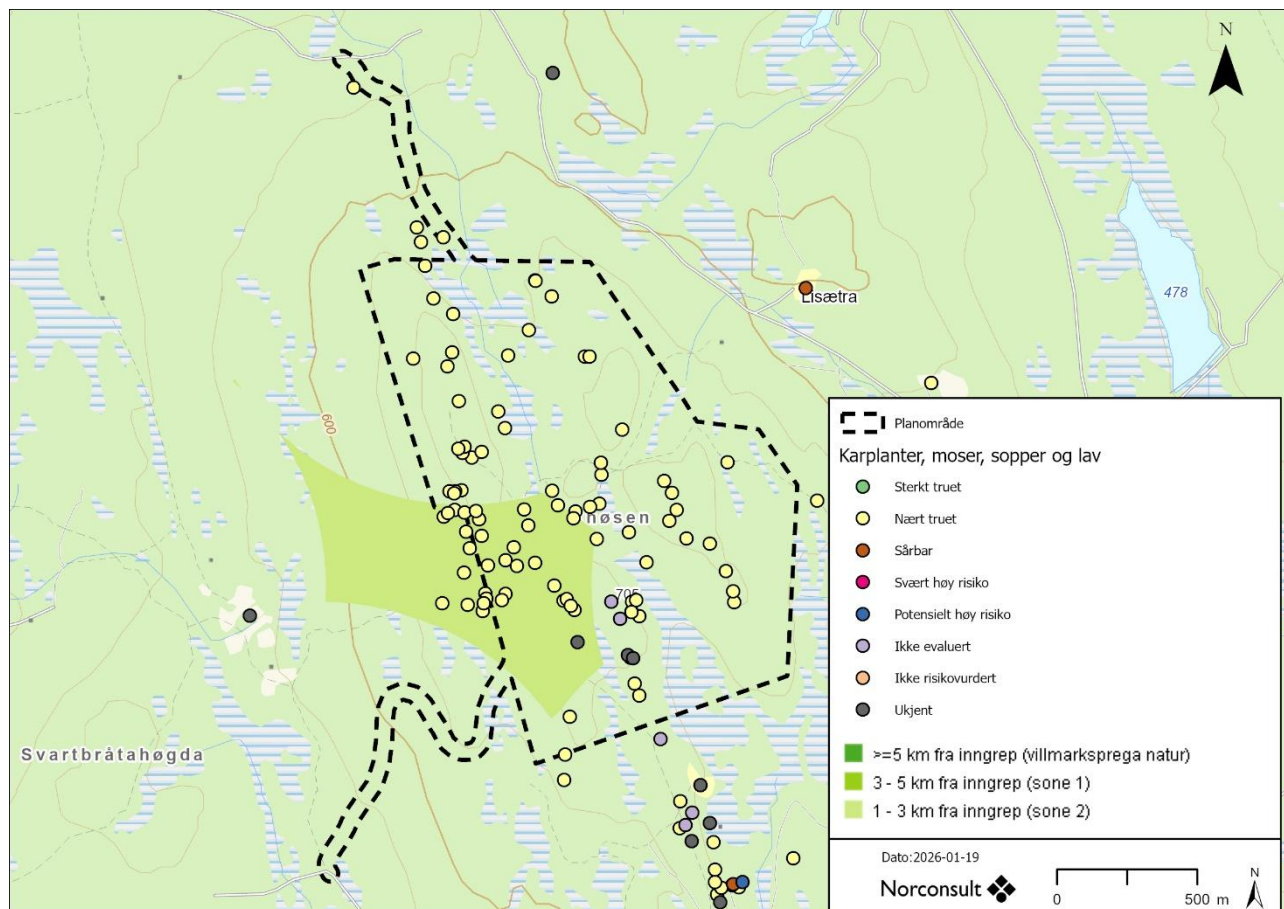 N
Lisætra
478
600
høsen
705
Svartbråtahøgda
Planområde
Karplanter, moser, sopper og lav
Sterkt truet
Nært truet
Sårbar
Svært høy risiko
Potensielt høy risiko
Ikke evaluert
Ikke risikovurdert
Ukjent
>=5 km fra inngrep (villmarksprega natur)
3 - 5 km fra inngrep (sone 1)
1 - 3 km fra inngrep (sone 2)
Dato:2026-01-19
Norconsult
0 500 m
N